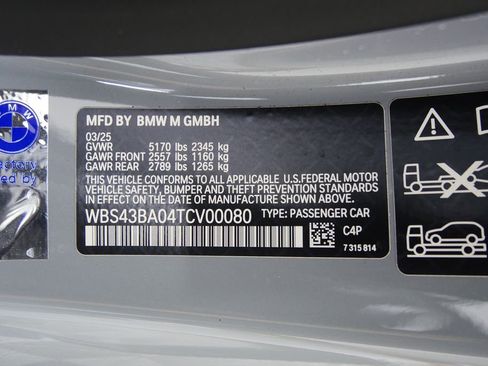 MFD BY BMW M GMBH
03/25
GVWR 5170 lbs 2345 kg
GAWR FRONT 2557 lbs 1160 kg
GAWR REAR 2789 lbs 1265 kg
THIS VEHICLE CONFORMS TO ALL APPLICABLE U.S.FEDERAL MOTOR
VEHICLE SAFETY, BUMPER AND THEFT PREVENTION STANDARDS
IN EFFECT ON THE DATE OF MANUFACTURE SHOWN ABOVE.
WBS43BA04TCV00080 TYPE: PASSENGER CAR
C4P
7 315 814
BMW
by